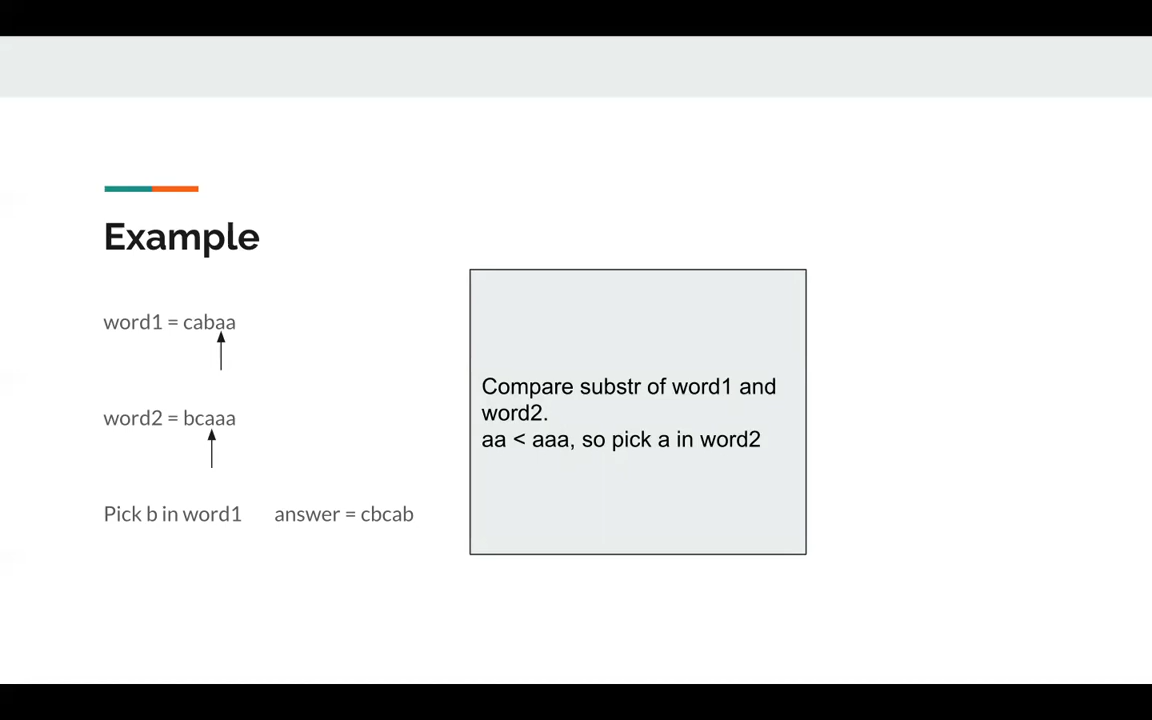 Example
word1 = cabaa
word2 = bcaaa
Pick b in word1 answer = cbcab
Compare substr of word1 and
word2.
aa < aaa, so pick a in word2